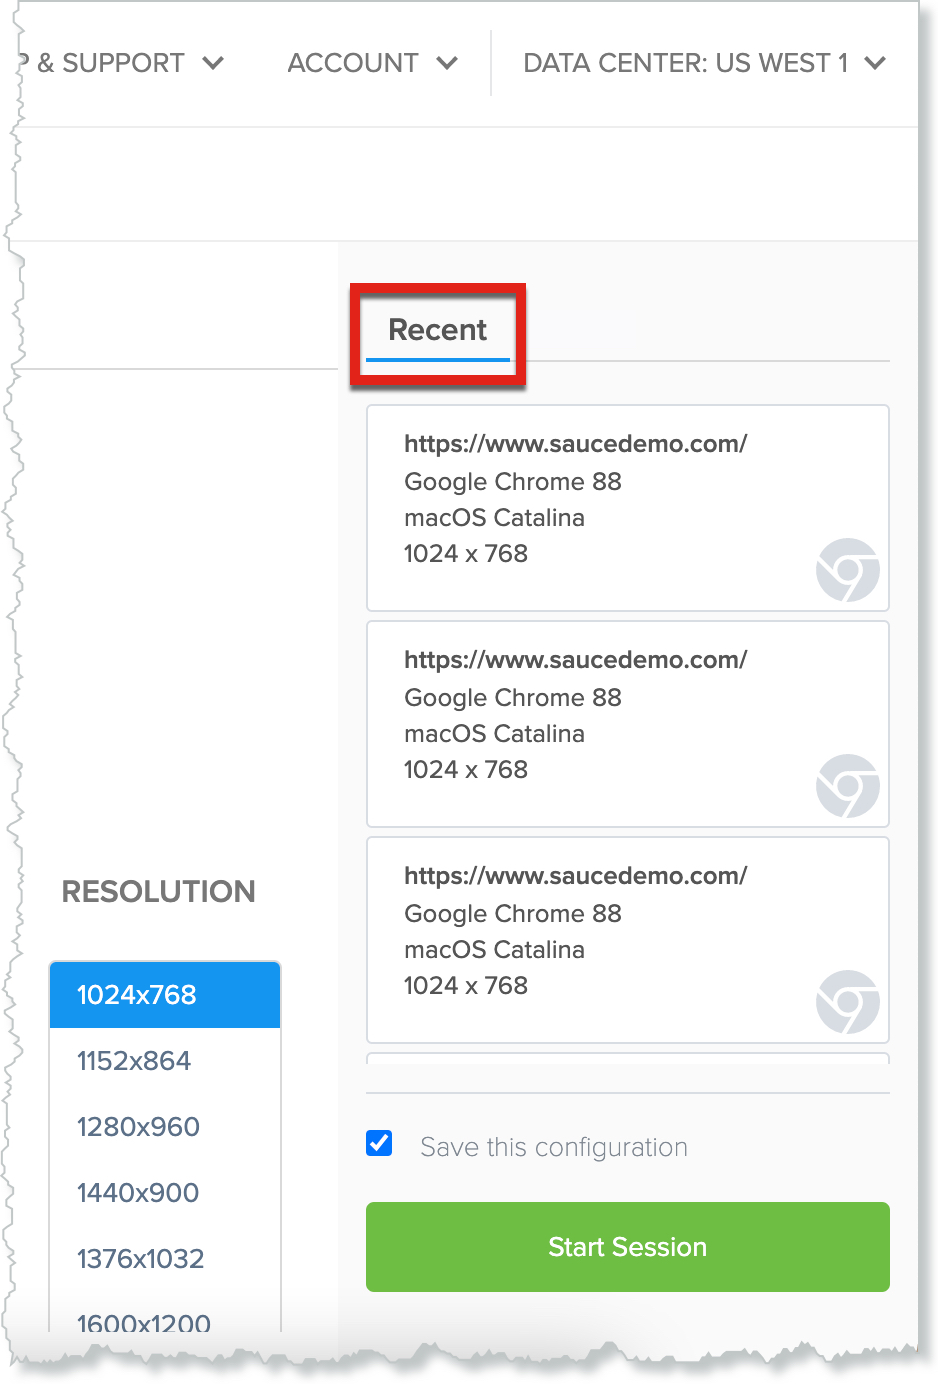 & SUPPORT
ACCOUNT
DATA CENTER: US WEST 1
Recent
https://www.saucedemo.com/
Google Chrome 88
macOS Catalina
1024 x 768
https://www.saucedemo.com/
Google Chrome 88
macOS Catalina
1024 x 768
https://www.saucedemo.com/
Google Chrome 88
macOS Catalina
1024 x 768
RESOLUTION
1024x768
1152x864
1280x960
1440x900
1376x1032
1600x1200
Save this configuration
Start Session